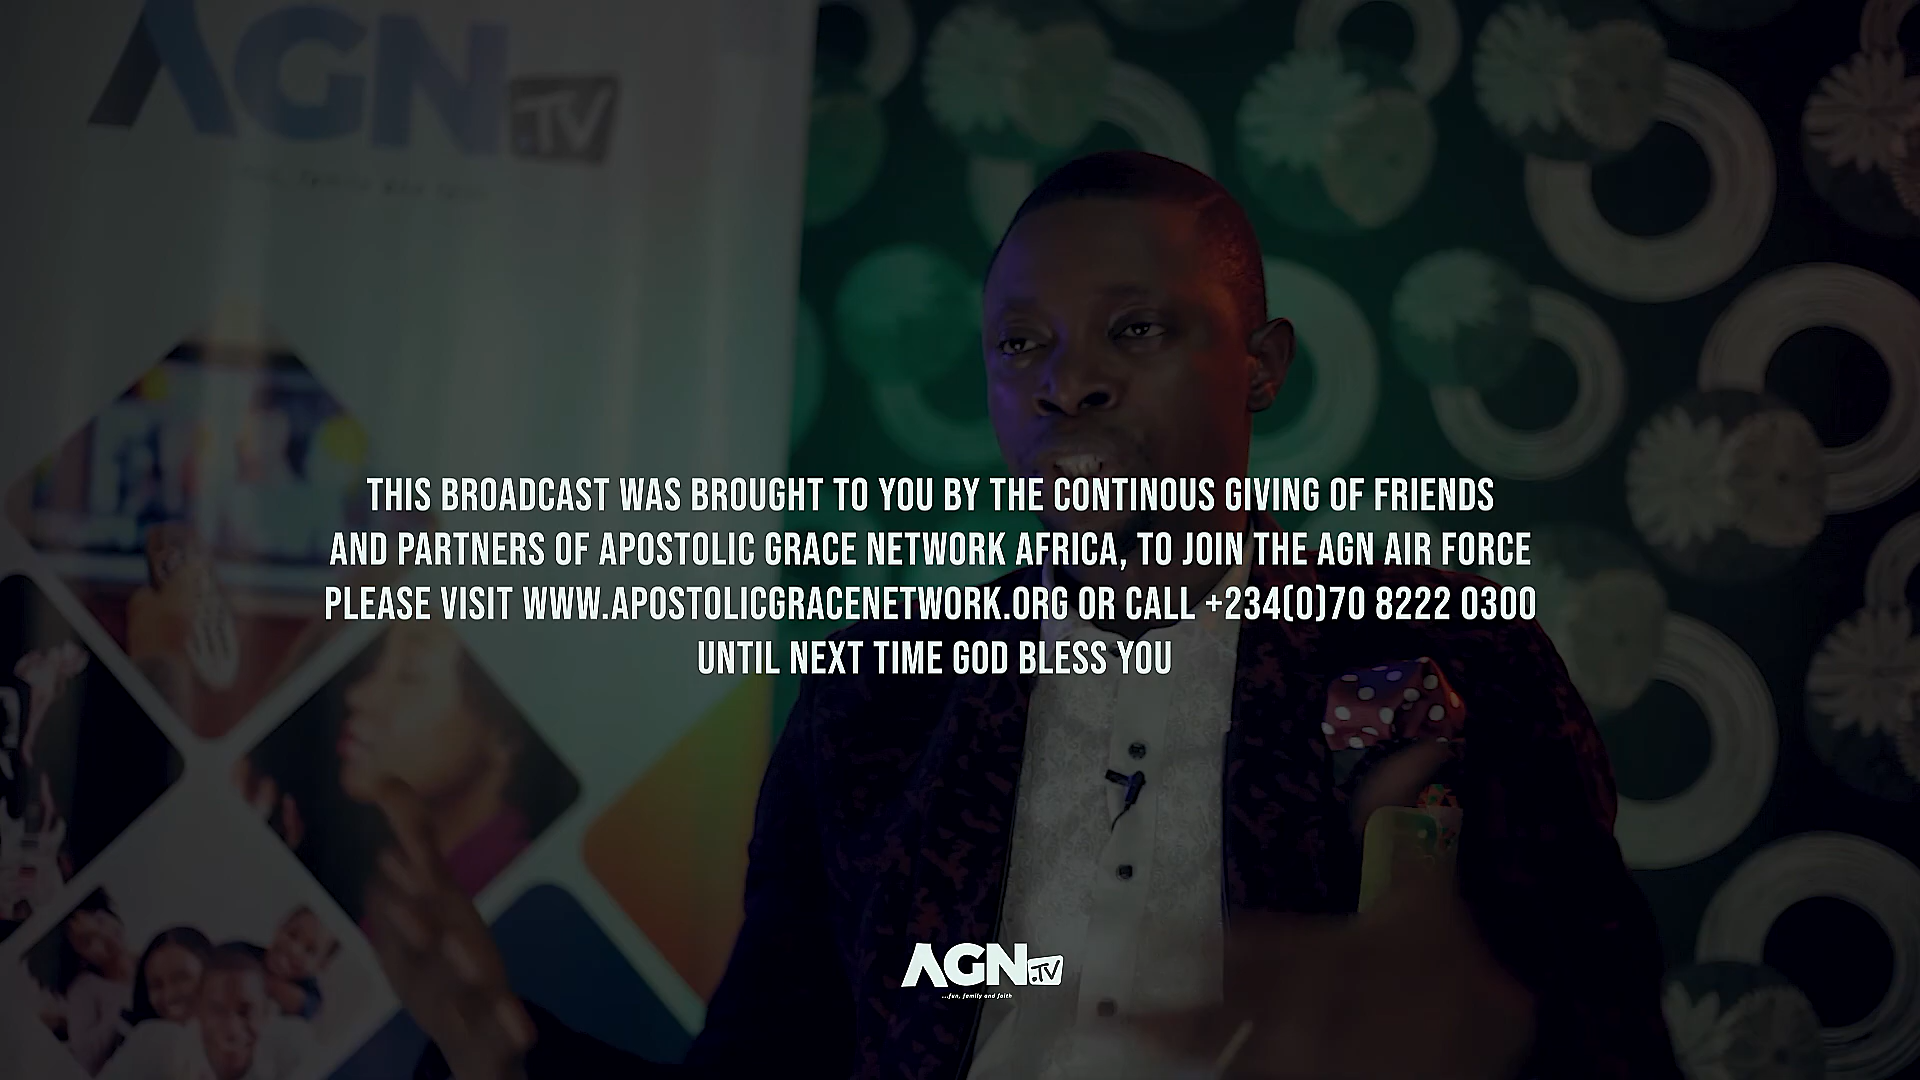 AGN
.TV
THIS BROADCAST WAS BROUGHT TO YOU BY THE CONTINOUS GIVING OF FRIENDS
AND PARTNERS OF APOSTOLIC GRACE NETWORK AFRICA, TO JOIN THE AGN AIR FORCE
PLEASE VISIT WWW.APOSTOLICGRACENETWORK.ORG OR CALL +234(0)70 8222 0300
UNTIL NEXT TIME GOD BLESS YOU
AGN.TV
...fun, family and faith